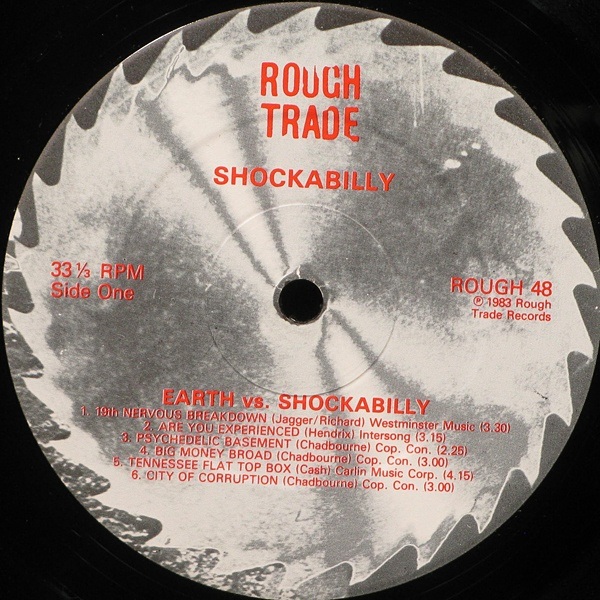 ROUGH
TRADE
SHOCKABILLY
33⅓ RPM
Side One
ROUGH 48
℗ 1983 Rough
Trade Records
EARTH vs. SHOCKABILLY
1. 19th NERVOUS BREAKDOWN (Jagger/Richard) Westminster Music (3.30)
2. ARE YOU EXPERIENCED (Hendrix) Intersong (3.15)
3. PSYCHEDELIC BASEMENT (Chadbourne) Cop. Con. (2.25)
4. BIG MONEY BROAD (Chadbourne) Cop. Con. (3.00)
5. TENNESSEE FLAT TOP BOX (Cash) Carlin Music Corp. (4.15)
6. CITY OF CORRUPTION (Chadbourne) Cop. Con. (3.00)